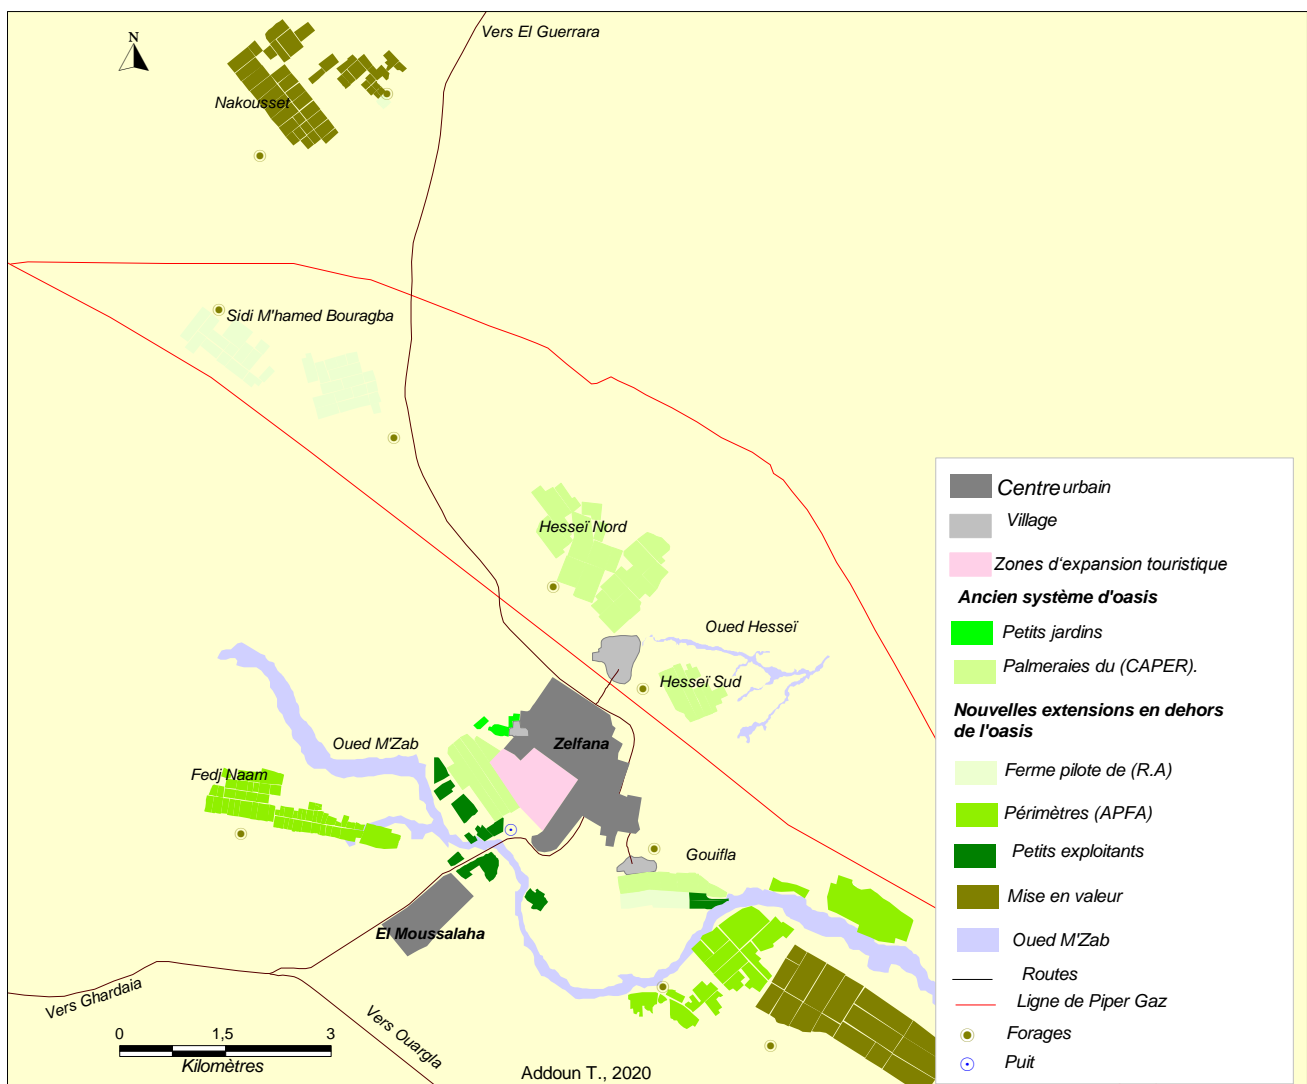 Vers El Guerrara
N
Nakousset
Sidi M'hamed Bouragba
Hesseï Nord
Oued Hesseï
Hesseï Sud
Oued M'Zab
Zelfana
Fedj Naam
Gouifla
El Moussalaha
Vers Ghardaia
Vers Ouargla
0 1,5 3
Kilomètres
Addoun T., 2020
Centre urbain
Village
Zones d'expansion touristique
Ancien système d'oasis
Petits jardins
Palmeraies du (CAPER).
Nouvelles extensions en dehors
de l'oasis
Ferme pilote de (R.A)
Périmètres (APFA)
Petits exploitants
Mise en valeur
Oued M'Zab
Routes
Ligne de Piper Gaz
Forages
Puit